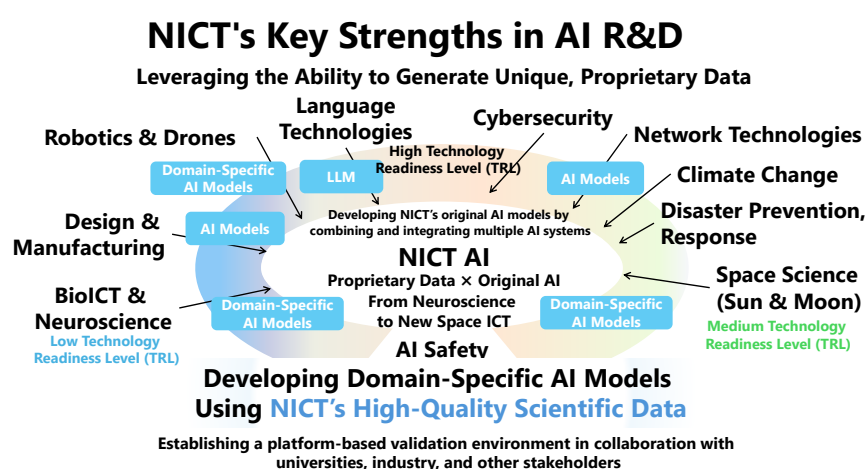 NICT's Key Strengths in AI R&D
Leveraging the Ability to Generate Unique, Proprietary Data
Language
Technologies
Cybersecurity
Robotics & Drones
Network Technologies
High Technology
Readiness Level (TRL)
Domain-Specific
AI Models
LLM
AI Models
Climate Change
Design &
Manufacturing
AI Models
Developing NICT's original AI models by
combining and integrating multiple AI systems
Disaster Prevention,
Response
NICT AI
Proprietary Data × Original AI
From Neuroscience
to New Space ICT
BioICT &
Neuroscience
Low Technology
Readiness Level (TRL)
Domain-Specific
AI Models
Domain-Specific
AI Models
Space Science
(Sun & Moon)
Medium Technology
Readiness Level (TRL)
AI Safety
Developing Domain-Specific AI Models
Using NICT's High-Quality Scientific Data
Establishing a platform-based validation environment in collaboration with
universities, industry, and other stakeholders